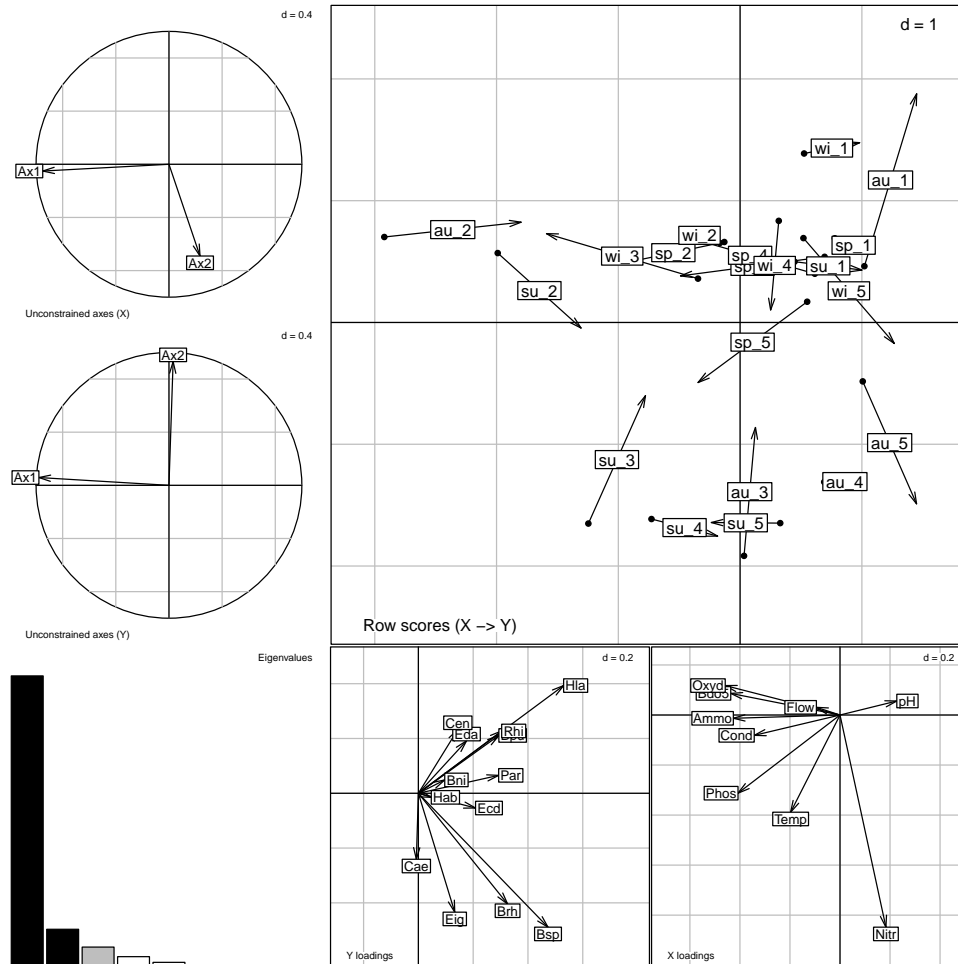 d = 0.4
Ax1
Ax2
Unconstrained axes (X)
d = 0.4
Ax2
Ax1
Unconstrained axes (Y)
Eigenvalues
d = 1
wi_1
au_1
au_2
wi_2
sp_1
wi_3
sp_2
sp_4
wi_4
su_1
su_2
wi_5
sp_5
su_3
au_5
au_4
au_3
su_4
su_5
Row scores (X −> Y)
d = 0.2
Hla
Cen
Eda
Rhi
Bni
Par
Hab
Ecd
Cae
Eig
Brh
Bsp
Y loadings
d = 0.2
Oxyd
Bdo5
Flow
pH
Ammo
Cond
Phos
Temp
Nitr
X loadings